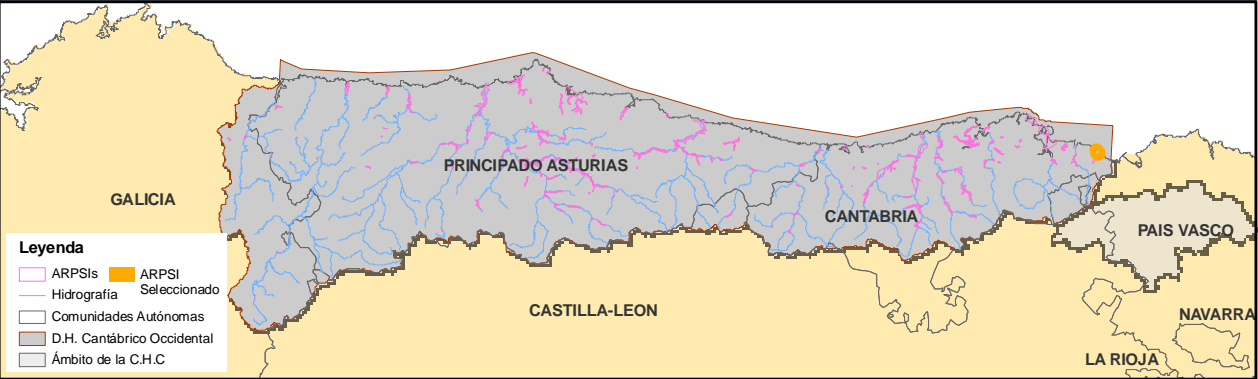 PRINCIPADO ASTURIAS
GALICIA
CANTABRIA
PAIS VASCO
CASTILLA-LEON
NAVARRA
LA RIOJA
Leyenda
ARPSIs
ARPSI
Seleccionado
Hidrografía
Comunidades Autónomas
D.H. Cantábrico Occidental
Ámbito de la C.H.C